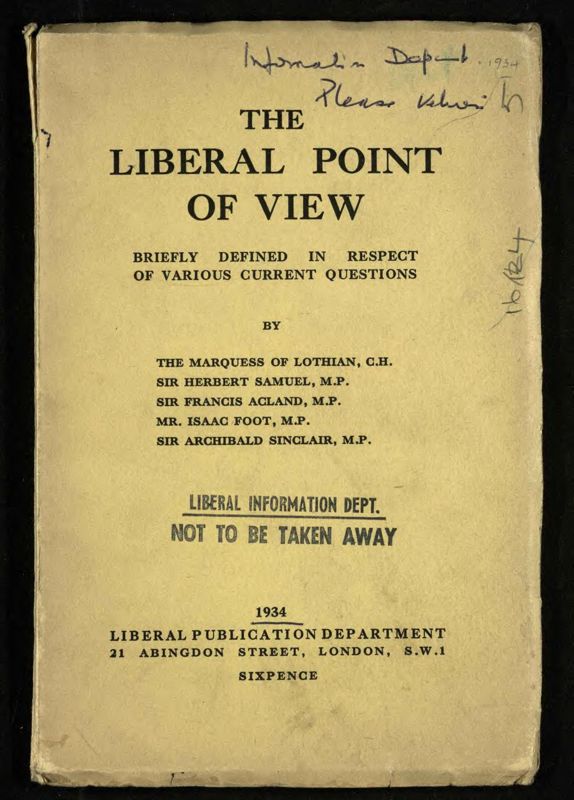 Information Depart. 1934
Please
THE
LIBERAL POINT
OF VIEW
BRIEFLY DEFINED IN RESPECT
OF VARIOUS CURRENT QUESTIONS
BY
THE MARQUESS OF LOTHIAN, C.H.
SIR HERBERT SAMUEL, M.P.
SIR FRANCIS ACLAND, M.P.
MR. ISAAC FOOT, M.P.
SIR ARCHIBALD SINCLAIR, M.P.
LIBERAL INFORMATION DEPT.
NOT TO BE TAKEN AWAY
1934
LIBERAL PUBLICATION DEPARTMENT
21 ABINGDON STREET, LONDON, S.W.1
SIXPENCE